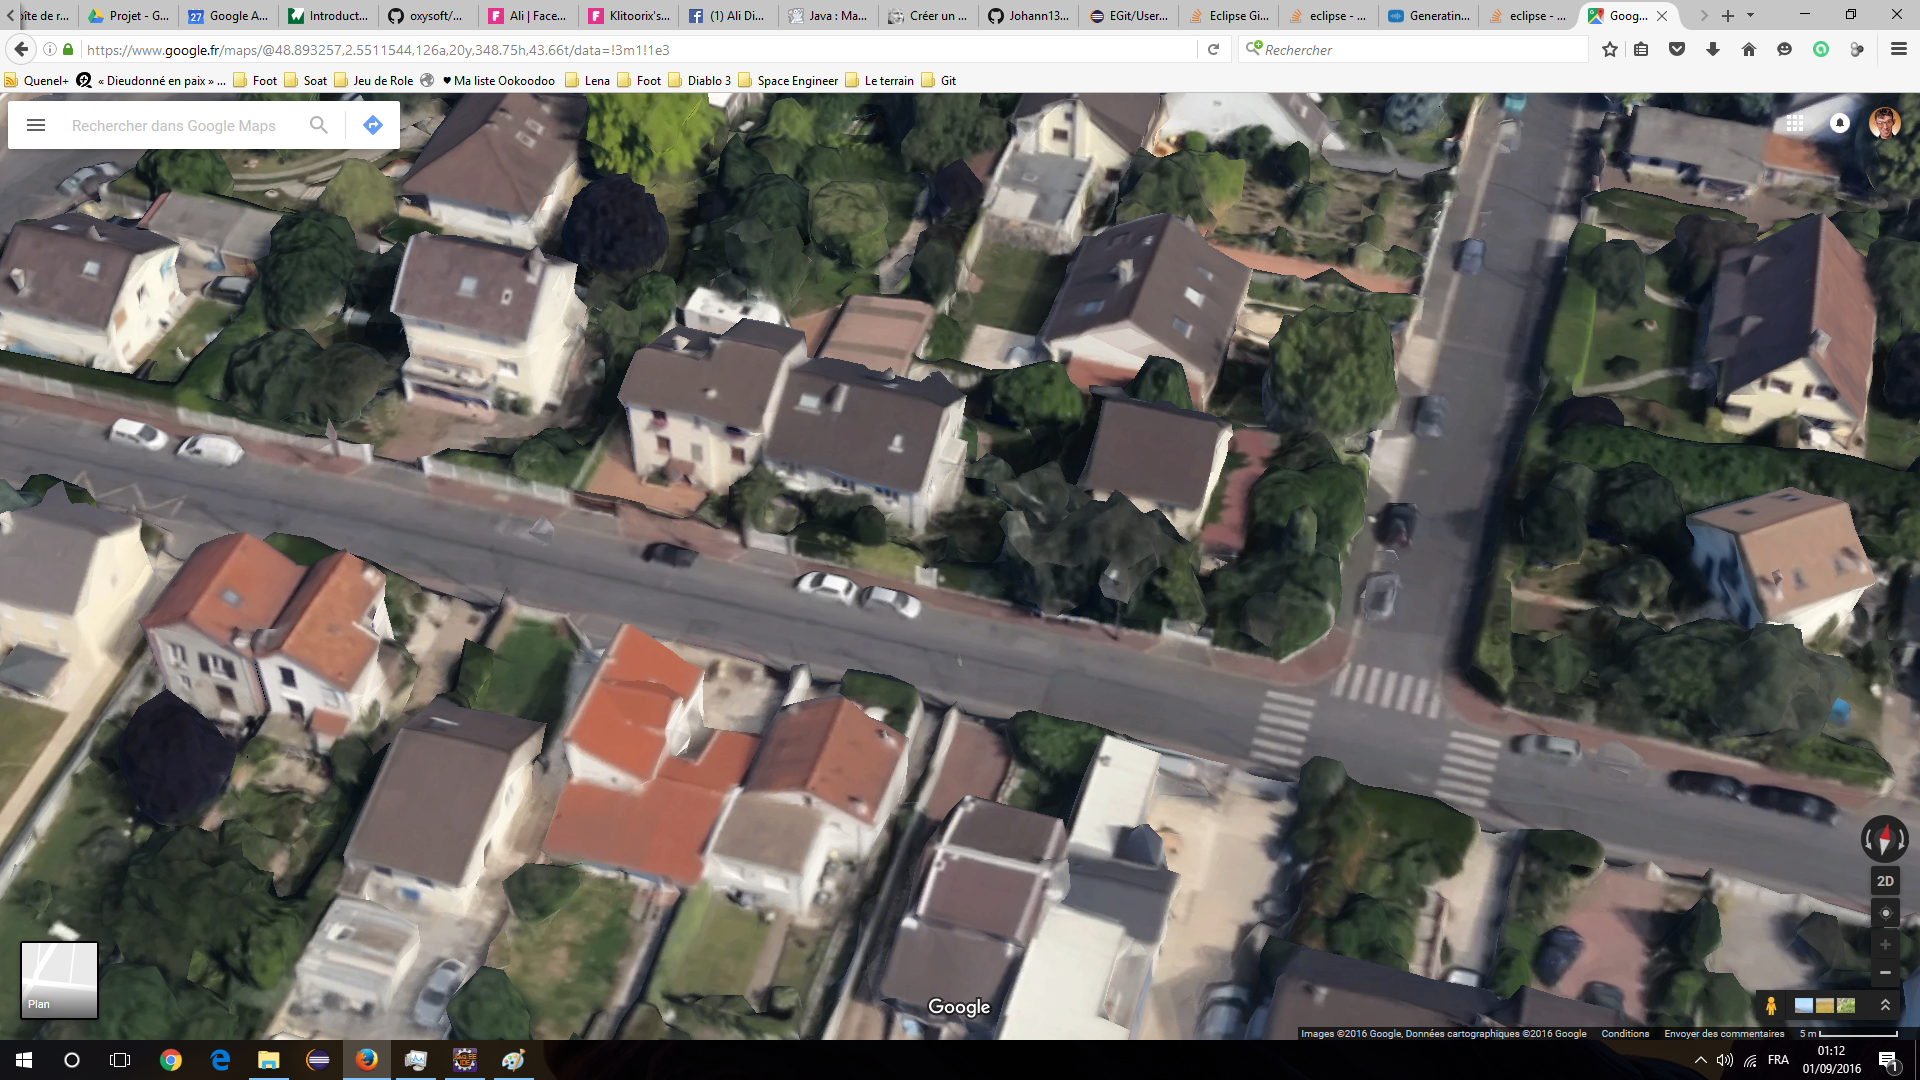 oîte de r...
Projet - G...
27 Google A...
Introduct...
oxysoft/...
Ali | Face...
Klitoorix's...
(1) Ali Di...
Java : Ma...
Créer un ...
Johann13...
EGit/User...
Eclipse Gi...
eclipse - ...
Generatin...
eclipse - ...
Goog...
https://www.google.fr/maps/@48.893257,2.5511544,126a,20y,348.75h,43.66t/data=!3m1!1e3
Rechercher
Quenel+
« Dieudonné en paix » ...
Foot
Soat
Jeu de Role
♥ Ma liste Ookoodoo
Lena
Foot
Diablo 3
Space Engineer
Le terrain
Git
Rechercher dans Google Maps
2D
Plan
Google
Images ©2016 Google, Données cartographiques ©2016 Google
Conditions
Envoyer des commentaires
5 m
FRA
01:12
01/09/2016
1